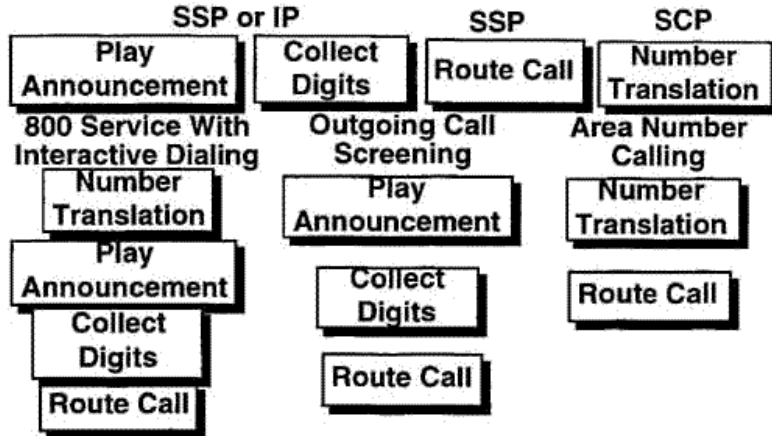 SSP or IP SSP SCP
Play Announcement
Collect Digits
Route Call
Number Translation
800 Service With
Interactive Dialing
Number
Translation
Play
Announcement
Collect
Digits
Route Call
Outgoing Call
Screening
Play
Announcement
Collect
Digits
Route Call
Area Number
Calling
Number
Translation
Route Call